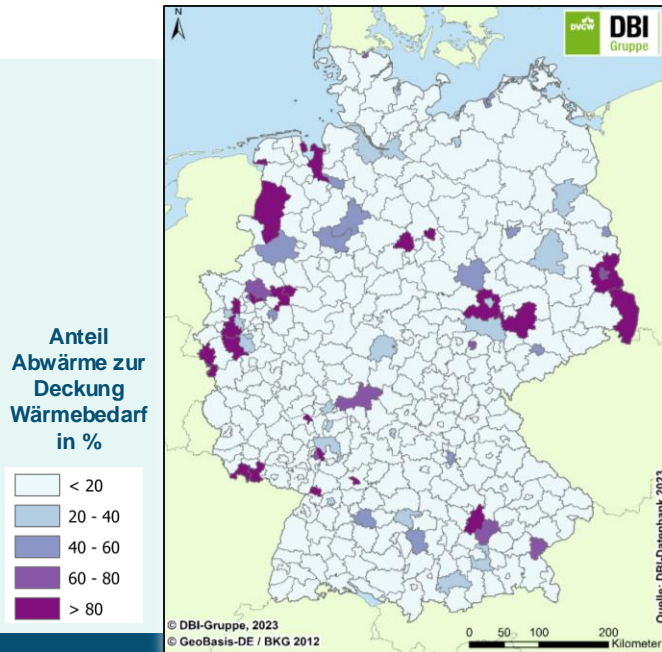 N
DVGW
DBI
Gruppe
Anteil
Abwärme zur
Deckung
Wärmebedarf
in %
< 20
20 - 40
40 - 60
60 - 80
> 80
Quelle: DBI-Datenbank 2023
© DBI-Gruppe, 2023
© GeoBasis-DE / BKG 2012
0 50 100 200
Kilometer